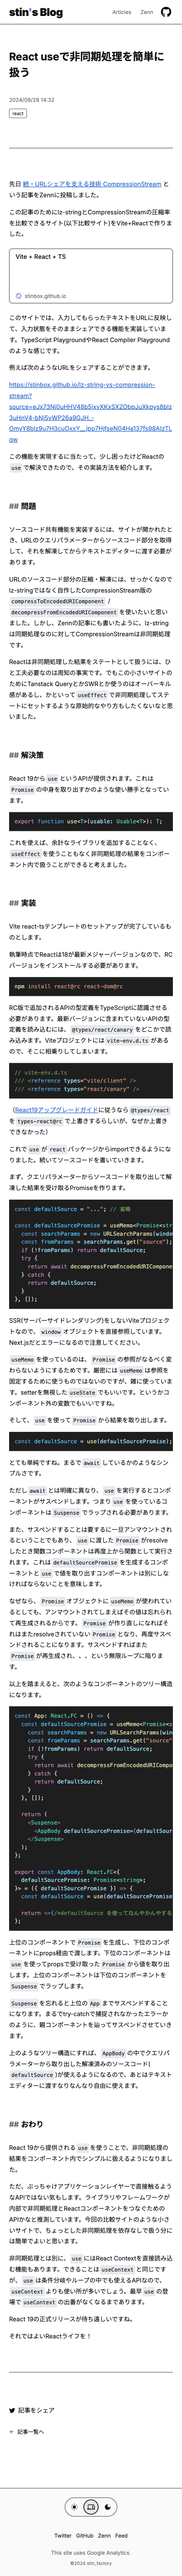 stin's Blog
Articles Zenn
React useで非同期処理を簡単に
扱う
2024/08/28 14:32
react
先日 続・URLシェアを支える技術 CompressionStream と
いう記事をZennに投稿しました。
この記事のためにlz-stringとCompressionStreamの圧縮率
を比較できるサイト(以下比較サイト)をVite+Reactで作りま
した。
Vite + React + TS
stinbox.github.io
このサイトでは、入力してもらったテキストをURLに反映し
て、入力状態をそのままシェアできる機能を実装していま
す。TypeScript PlaygroundやReact Compiler Playground
のような感じです。
例えば次のようなURLをシェアすることができます。
この機能を実現するに当たって、少し困ったけどReactの
use で解決できたので、その実装方法を紹介します。
## 問題
ソースコード共有機能を実装するには、サイトが開かれたと
き、URLのクエリパラメーターからソースコード部分を取得
して、それを解凍してからテキストエディターに渡す必要が
あります。
URLのソースコード部分の圧縮・解凍には、せっかくなので
lz-stringではなく自作したCompressionStream版の
compressToEncodedURIComponent /
decompressFromEncodedURIComponent を使いたいと思い
ました。しかし、Zennの記事にも書いたように、lz-string
は同期処理なのに対してCompressionStreamは非同期処理
です。
Reactは非同期処理した結果をステートとして扱うには、ひ
と工夫必要なのは周知の事実です。とはいえこれだけのため
にTanstack QueryとかSWRとか使うのはオーバーキル
感があるし、かといって useEffect で非同期処理してステ
ートにセットするような原始的なやり方もしたくないなと思
いました。
## 解決策
React 19から use というAPIが提供されます。これは
Promise の中身を取り出すかのような使い勝手となってい
ます。
export function use<T>(usable: Usable<T>): T;
これを使えば、余計なライブラリを追加することなく、
useEffect を使うこともなく非同期処理の結果をコンポーネ
ント内で扱うことができると考えました。
## 実装
Vite react-tsテンプレートのセットアップが完了しているも
のとします。
執筆時点でReactは18が最新メジャーバージョンなので、RC
バージョンをインストールする必要があります。
npm install react@rc react-dom@rc
RC版で追加されるAPIの型定義をTypeScriptに認識させる
必要があります。最新バージョンに含まれていないAPIの型
定義を読み込むには、 @types/react/canary をどこかで読
み込みます。Viteプロジェクトには vite-env.d.ts がある
ので、そこに相乗りしてしまいます。
// vite-env.d.ts
/// <reference types="vite/client" />
/// <reference types="react/canary" />
（React19アップグレードガイドに従うなら @types/react
を types-react@rc で上書きするらしいが、なぜか上書き
できなかった）
これで use が react パッケージからimportできるようにな
りました。続いてソースコードを書いていきます。
まず、クエリパラメーターからソースコードを取り出して解
凍した結果を受け取るPromiseを作ります。
const defaultSource = "..."; // 省略
const defaultSourcePromise = useMemo<Promise<str
const searchParams = new URLSearchParams(window
const fromParams = searchParams.get("source");
if (!fromParams) return defaultSource;
try {
return await decompressFromEncodedURIComponen
} catch {
return defaultSource;
}
}, []);
SSR(サーバーサイドレンダリング)をしないViteプロジェク
トなので、 window オブジェクトを直接参照しています。
Next.jsだとエラーになるので注意してください。
useMemo を使っているのは、 Promise の参照がなるべく変
わらないようにするためです。厳密には useMemo は参照を
固定するために使うものではないのですが、雑に使ってま
す。setterを無視した useState でもいいです。というかコン
ポーネント外の変数でもいいですね。
そして、 use を使って Promise から結果を取り出します。
const defaultSource = use(defaultSourcePromise);
とても単純ですね。まるで await しているかのようなシン
プルさです。
ただし await とは明確に異なり、 use を実行するとコンポ
ーネントがサスペンドします。つまり use を使っているコン
ポーネントは Suspense でラップされる必要があります。
また、サスペンドすることは要するに一旦アンマウントされ
るということでもあり、 use に渡した Promise がresolve
したとき関数コンポーネントは再度上から関数として実行さ
れます。これは defaultSourcePromise を生成するコンポー
ネントと use で値を取り出すコンポーネントは別にしなけ
ればならないことを意味します。
なぜなら、 Promise オブジェクトに useMemo が使われてい
るとしても、アンマウントされてしまえばその値は忘れられ
て再生成されるからです。 Promise が作り直しになればそ
れはまたresolveされていない Promise となり、再度サスペ
ンドされることになります。サスペンドすればまた
Promise が再生成され、、、という無限ループに陥りま
す。
以上を踏まえると、次のようなコンポーネントのツリー構造
になります。
const App: React.FC = () => {
const defaultSourcePromise = useMemo<Promise<s
const searchParams = new URLSearchParams(wind
const fromParams = searchParams.get("source"
if (!fromParams) return defaultSource;
try {
return await decompressFromEncodedURICompo
} catch {
return defaultSource;
}
}, []);
return (
<Suspense>
<AppBody defaultSourcePromise={defaultSour
</Suspense>
);
};
export const AppBody: React.FC<{
defaultSourcePromise: Promise<string>;
}> = ({ defaultSourcePromise }) => {
const defaultSource = use(defaultSourcePromise
return <>{/*defaultSource を使ってなんやかんやする
};
上位のコンポーネントで Promise を生成し、下位のコンポ
ーネントにprops経由で渡します。下位のコンポーネントは
use を使ってpropsで受け取った Promise から値を取り出
します。上位のコンポーネントは下位のコンポーネントを
Suspense でラップします。
Suspense を忘れると上位の App までサスペンドすること
になります。まるでtry-catchで捕捉されなかったエラーか
のように、親コンポーネントを辿ってサスペンドさせていき
ます。
上のようなツリー構造にすれば、 AppBody の中でクエリパ
ラメーターから取り出した解凍済みのソースコード(
defaultSource )が使えるようになるので、あとはテキスト
エディターに渡すなりなんなり自由に使えます。
## おわり
React 19から提供される use を使うことで、非同期処理の
結果をコンポーネント内でシンプルに扱えるようになりまし
た。
ただ、ぶっちゃけアプリケーションレイヤーで直接触るよう
なAPIではない気もします。ライブラリやフレームワークが
内部で非同期処理とReactコンポーネントをつなぐための
APIかなと推測しています。今回の比較サイトのような小さ
いサイトで、ちょっとした非同期処理を依存なしで扱う分に
は簡単でよいと思います。
非同期処理とは別に、 use にはReact Contextを直接読み込
む機能もあります。できることは useContext と同じです
が、 use は条件分岐やループの中でも使えるAPIなので、
useContext よりも使い所が多いでしょう。最早 use の登
場で useContext の出番がなくなるまであります。
React 19の正式リリースが待ち遠しいですね。
それではよいReactライフを！
記事をシェア
← 記事一覧へ
Twitter GitHub Zenn Feed
This site uses Google Analytics.
©2024 stin_factory